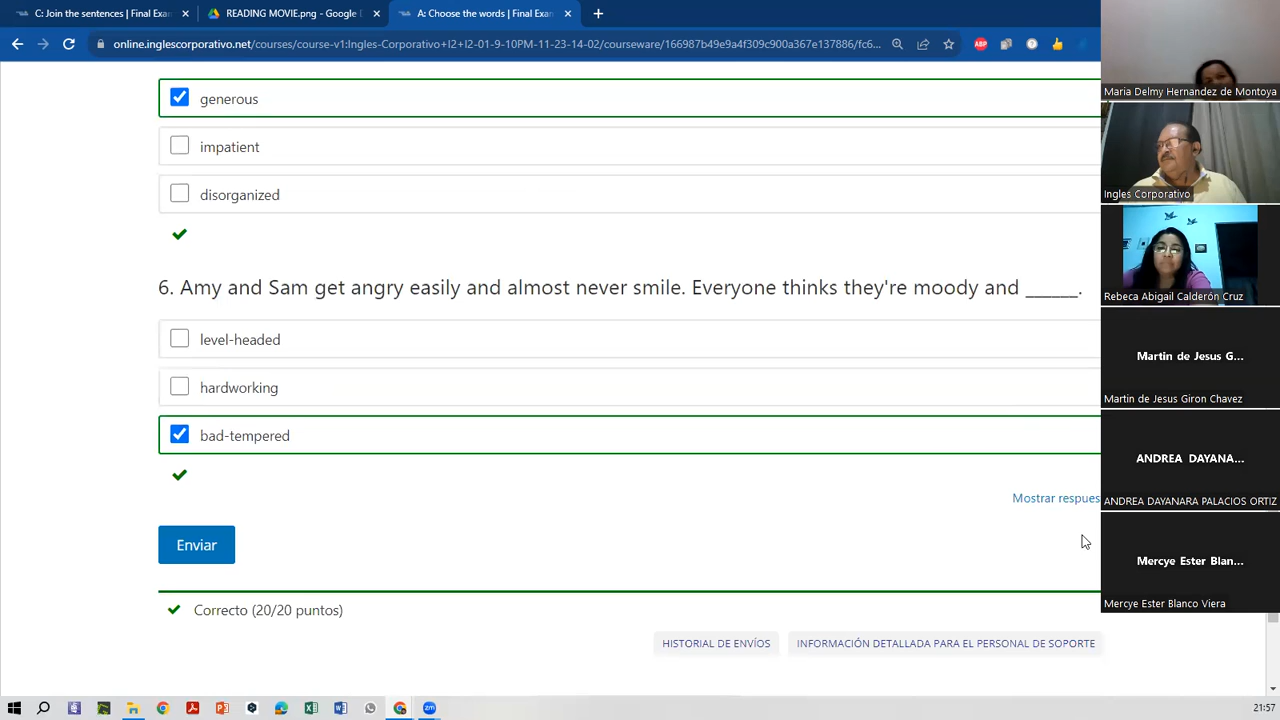 C: Join the sentences | Final Exan
READING MOVIE.png - Google D
A: Choose the words | Final Exam
online.inglescorporativo.net/courses/course-v1:Ingles-Corporativo+I2+I2-01-9-10PM-11-23-14-02/courseware/166987b49e9a4f309c900a367e137886/fc6...
ABP
generous
impatient
disorganized
6. Amy and Sam get angry easily and almost never smile. Everyone thinks they're moody and ______.
level-headed
hardworking
bad-tempered
Mostrar respues
Enviar
Correcto (20/20 puntos)
HISTORIAL DE ENVÍOS
INFORMACIÓN DETALLADA PARA EL PERSONAL DE SOPORTE
Maria Delmy Hernandez de Montoya
Ingles Corporativo
Rebeca Abigail Calderón Cruz
Martin de Jesus G...
Martin de Jesus Giron Chavez
ANDREA DAYANA...
ANDREA DAYANARA PALACIOS ORTIZ
Mercye Ester Blan...
Mercye Ester Blanco Viera
21:57